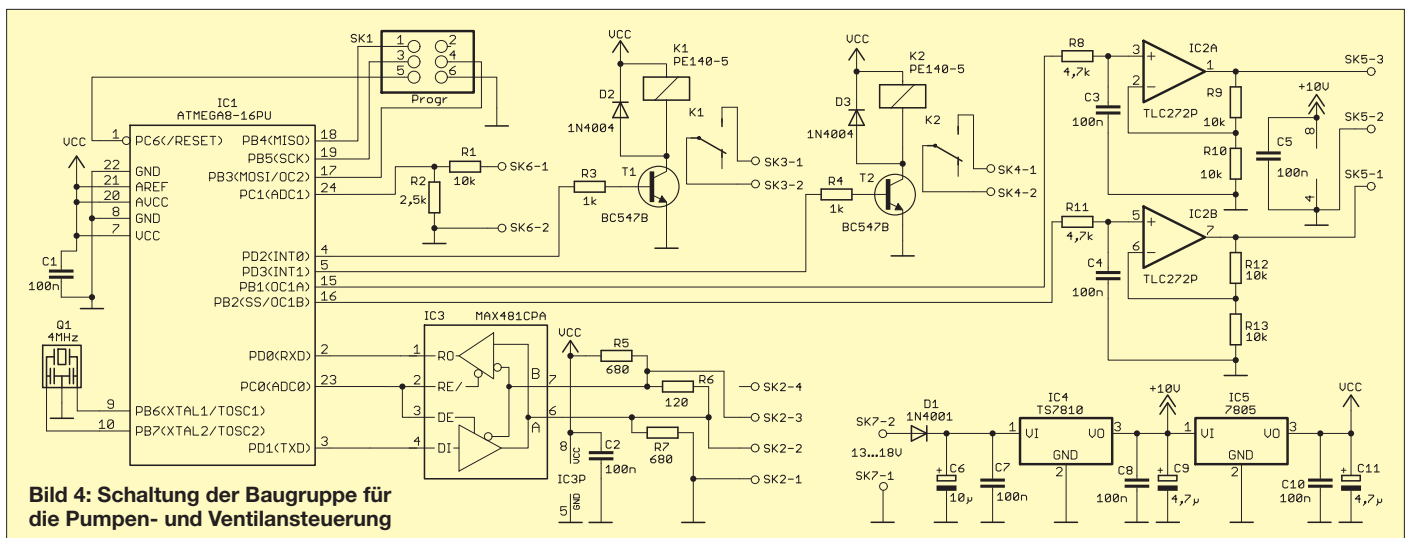 SK1
1 2
3 4
5 6
Progr
IC1
ATMEGA8-16PU
VCC
1 PC6(/RESET)
22 GND
21 AREF
20 AVCC
8 GND
7 VCC
PB4(MISO) 18
PB5(SCK) 19
PB3(MOSI/OC2) 17
PC1(ADC1) 24
PD2(INT0) 4
PD3(INT1) 5
PB1(OC1A) 15
PB2(SS/OC1B) 16
PD0(RXD) 2
PC0(ADC0) 23
PD1(TXD) 3
9 PB6(XTAL1/TOSC1)
10 PB7(XTAL2/TOSC2)
C1
100n
Q1
4MHz
R1
10k
R2
2,5k
SK6-1
SK6-2
VCC
K1
PE140-5
D2
1N4004
K1
SK3-1
SK3-2
R3
1k
T1
BC547B
VCC
K2
PE140-5
D3
1N4004
K2
SK4-1
SK4-2
R4
1k
T2
BC547B
R8
4,7k
C3
100n
IC2A
3 +
2 -
1
TLC272P
R9
10k
R10
10k
+10V
8
4
C5
100n
SK5-3
SK5-2
SK5-1
R11
4,7k
C4
100n
IC2B
5 +
6 -
7
TLC272P
R12
10k
R13
10k
IC3 MAX481CPA
1 RO
2 RE/
3 DE
4 DI
B 7
A 6
VCC
R5
680
R6
120
R7
680
8 VCC
IC3P
5 GND
C2
100n
SK2-4
SK2-3
SK2-2
SK2-1
SK7-2
13...18V
SK7-1
D1
1N4001
C6
+
10µ
C7
100n
IC4
TS7810
1 VI VO 3
GND
2
+10V
C8
100n
C9
+
4,7µ
IC5
7805
1 VI VO 3
GND
2
VCC
C10
100n
C11
+
4,7µ
Bild 4: Schaltung der Baugruppe für
die Pumpen- und Ventilansteuerung